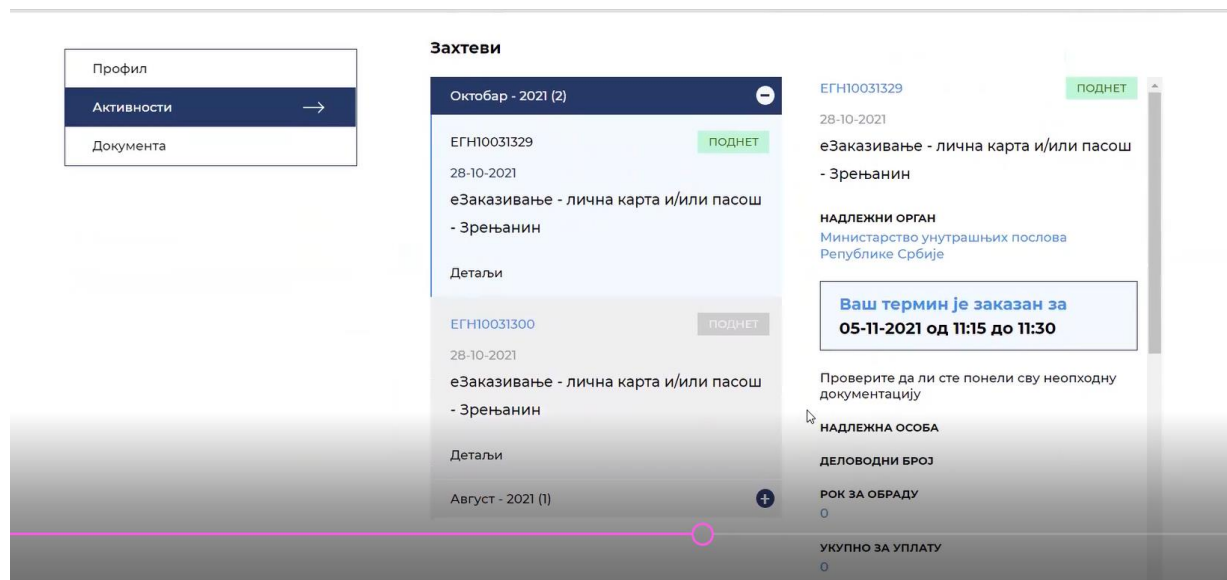 Профил
Активности
Документа
Захтеви
Октобар - 2021 (2)
ЕГН10031329
ПОДНЕТ
28-10-2021
еЗаказивање - лична карта и/или пасош
- Зрењанин
Детаљи
ЕГН10031300
ПОДНЕТ
28-10-2021
еЗаказивање - лична карта и/или пасош
- Зрењанин
Детаљи
Август - 2021 (1)
ЕГН10031329
ПОДНЕТ
28-10-2021
еЗаказивање - лична карта и/или пасош
- Зрењанин
НАДЛЕЖНИ ОРГАН
Министарство унутрашњих послова
Републике Србије
Ваш термин је заказан за
05-11-2021 од 11:15 до 11:30
Проверите да ли сте понели сву неопходну
документацију
НАДЛЕЖНА ОСОБА
ДЕЛОВОДНИ БРОЈ
РОК ЗА ОБРАДУ
0
УКУПНО ЗА УПЛАТУ
0